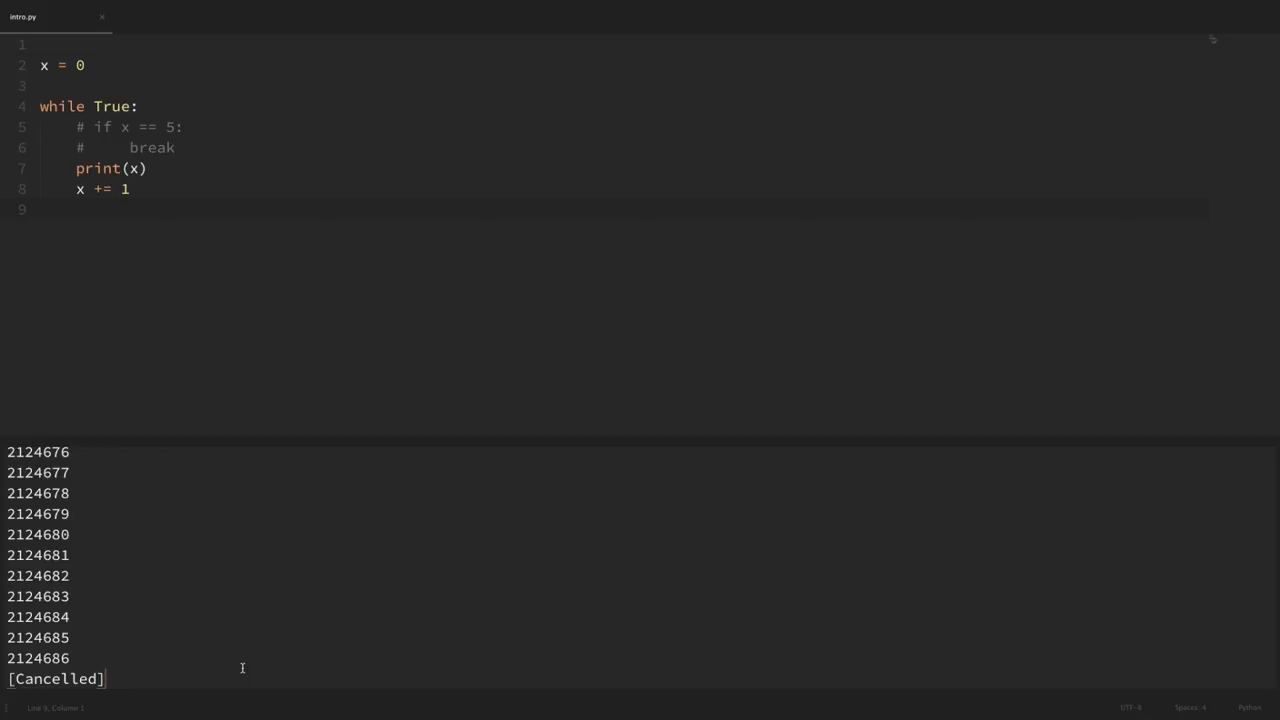 intro.py ×
1
2 x = 0
3
4 while True:
5     # if x == 5:
6     #     break
7     print(x)
8     x += 1
9
2124676
2124677
2124678
2124679
2124680
2124681
2124682
2124683
2124684
2124685
2124686
[Cancelled]
Line 9, Column 1 UTF-8 Spaces: 4 Python